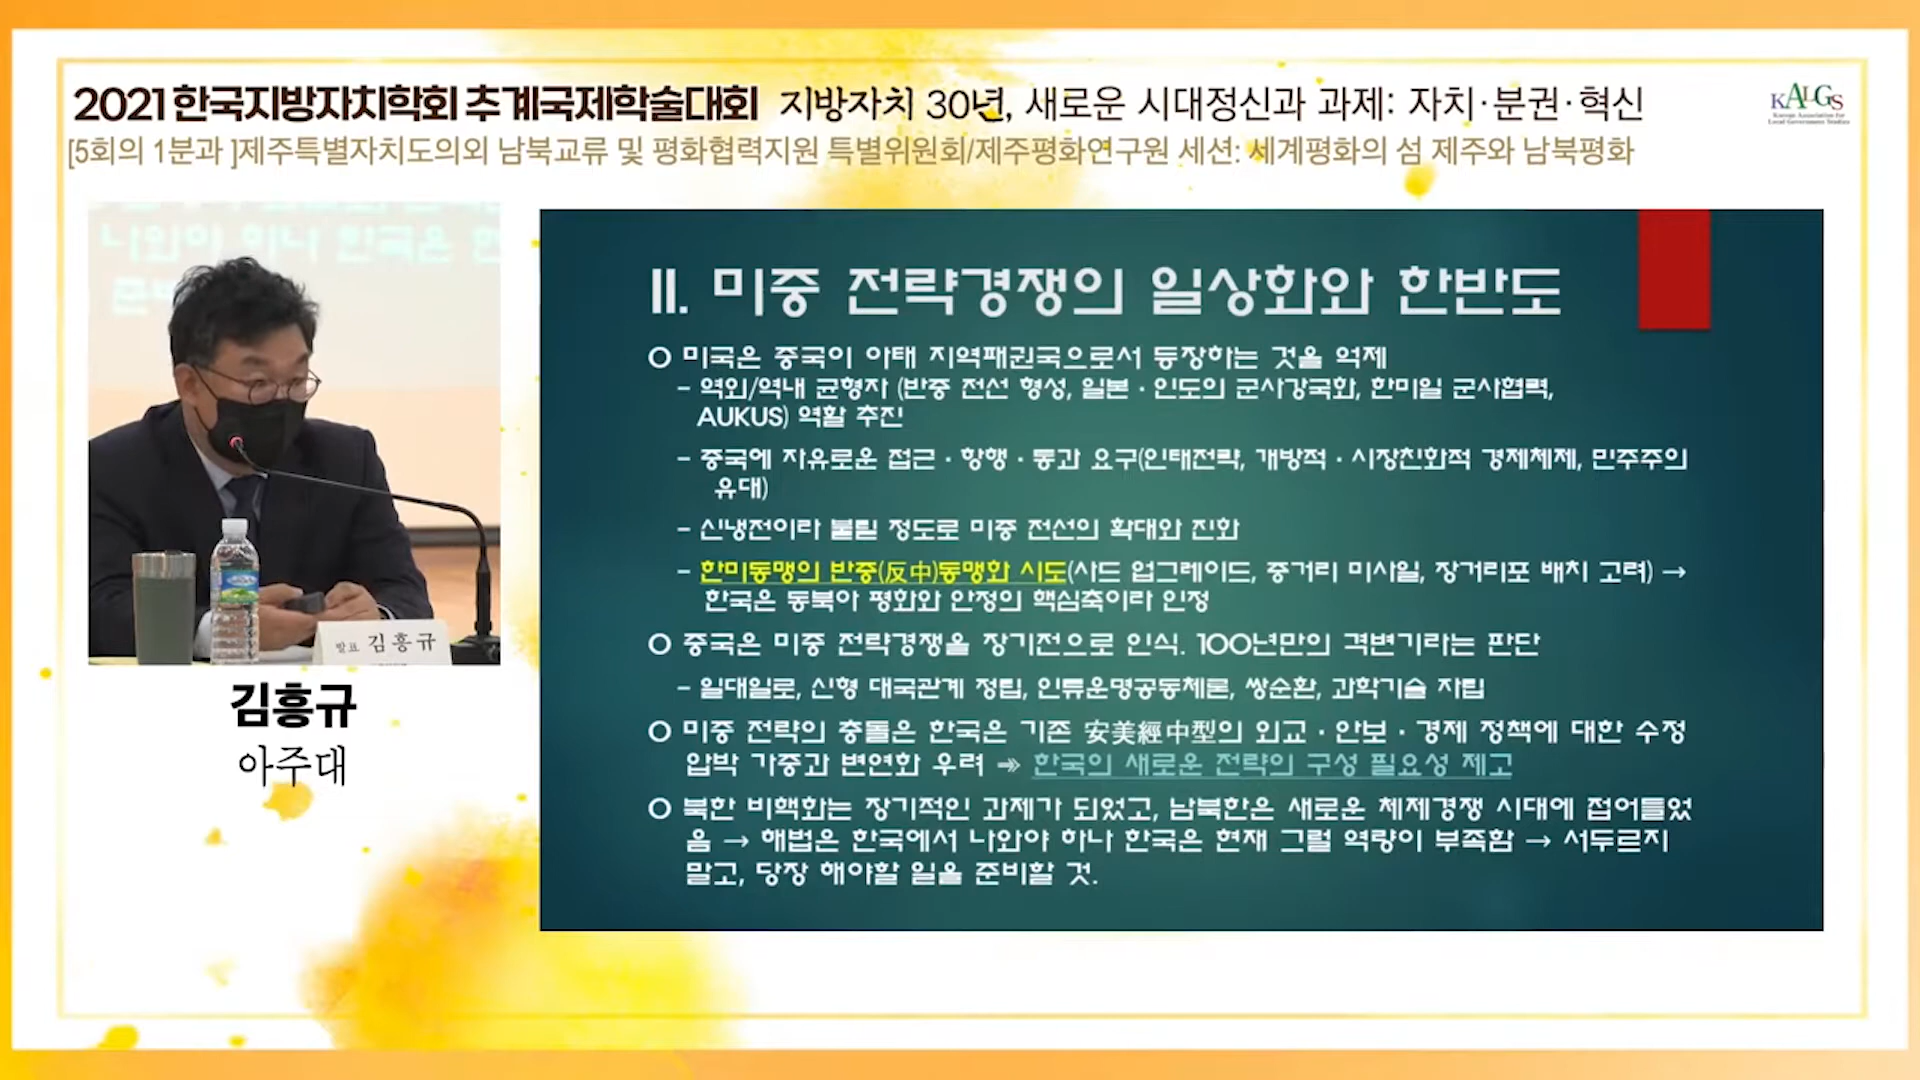 2021 한국지방자치학회 추계국제학술대회 지방자치 30년, 새로운 시대정신과 과제: 자치·분권·혁신
KALGS
Korean Association for
Local Government Studies
[5회의 1분과 ]제주특별자치도의외 남북교류 및 평화협력지원 특별위원회/제주평화연구원 세션: 세계평화의 섬 제주와 남북평화
나와야 하나 한국은 현
준비
발표 김흥규
김흥규
아주대
II. 미중 전략경쟁의 일상화와 한반도
O 미국은 중국이 아태 지역패권국으로서 등장하는 것을 억제
- 역외/역내 균형자 (반중 전선 형성, 일본·인도의 군사강국화, 한미일 군사협력,
AUKUS) 역활 추진
- 중국에 자유로운 접근·항행·통과 요구(인태전략, 개방적·시장친화적 경제체제, 민주주의
유대)
- 신냉전이라 불릴 정도로 미중 전선의 확대와 진화
- 한미동맹의 반중(反中)동맹화 시도(사드 업그레이드, 중거리 미사일, 장거리포 배치 고려) →
한국은 동북아 평화와 안정의 핵심축이라 인정
O 중국은 미중 전략경쟁을 장기전으로 인식. 100년만의 격변기라는 판단
- 일대일로, 신형 대국관계 정립, 인류운명공동체론, 쌍순환, 과학기술 자립
O 미중 전략의 충돌은 한국은 기존 安美經中型의 외교·안보·경제 정책에 대한 수정
압박 가중과 변연화 우려 → 한국의 새로운 전략의 구성 필요성 제고
O 북한 비핵화는 장기적인 과제가 되었고, 남북한은 새로운 체제경쟁 시대에 접어들었
음 → 해법은 한국에서 나와야 하나 한국은 현재 그럴 역량이 부족함 → 서두르지
말고, 당장 해야할 일을 준비할 것.